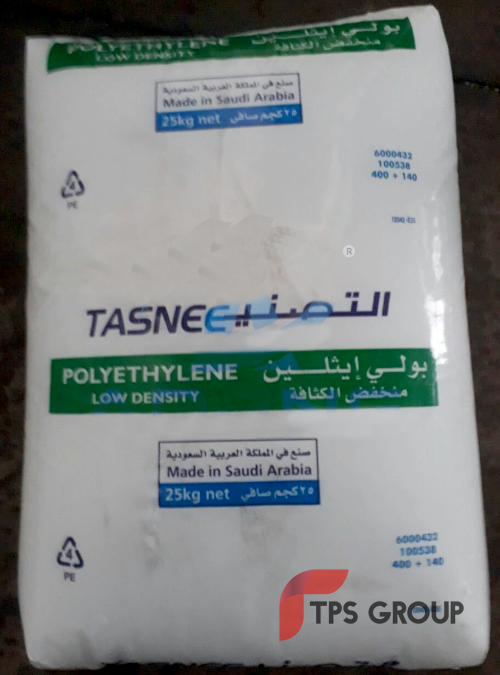 بولي إيثلين
POLYETHYLENE
منخفض الكثافة
LOW DENSITY
صنع في المملكة العربية السعودية
Made in Saudi Arabia
25kg net ٢٥ كجم صافي
6000432
100538
400 + 140
4
PE
®
TASNEE التصنيع
POLYETHYLENE بولي إيثلين
LOW DENSITY منخفض الكثافة
صنع في المملكة العربية السعودية
Made in Saudi Arabia
25kg net ٢٥ كجم صافي
6000432
100538
400 + 140
4
PE
TPS GROUP